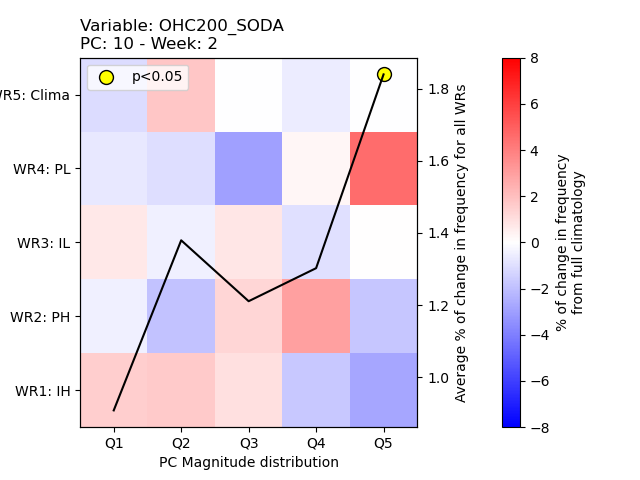 Variable: OHC200_SODA
PC: 10 - Week: 2
p<0.05
WR5: Clima
WR4: PL
WR3: IL
WR2: PH
WR1: IH
Q1 Q2 Q3 Q4 Q5
PC Magnitude distribution
1.8
1.6
1.4
1.2
1.0
Average % of change in frequency for all WRs
8
6
4
2
0
−2
−4
−6
−8
% of change in frequency
from full climatology